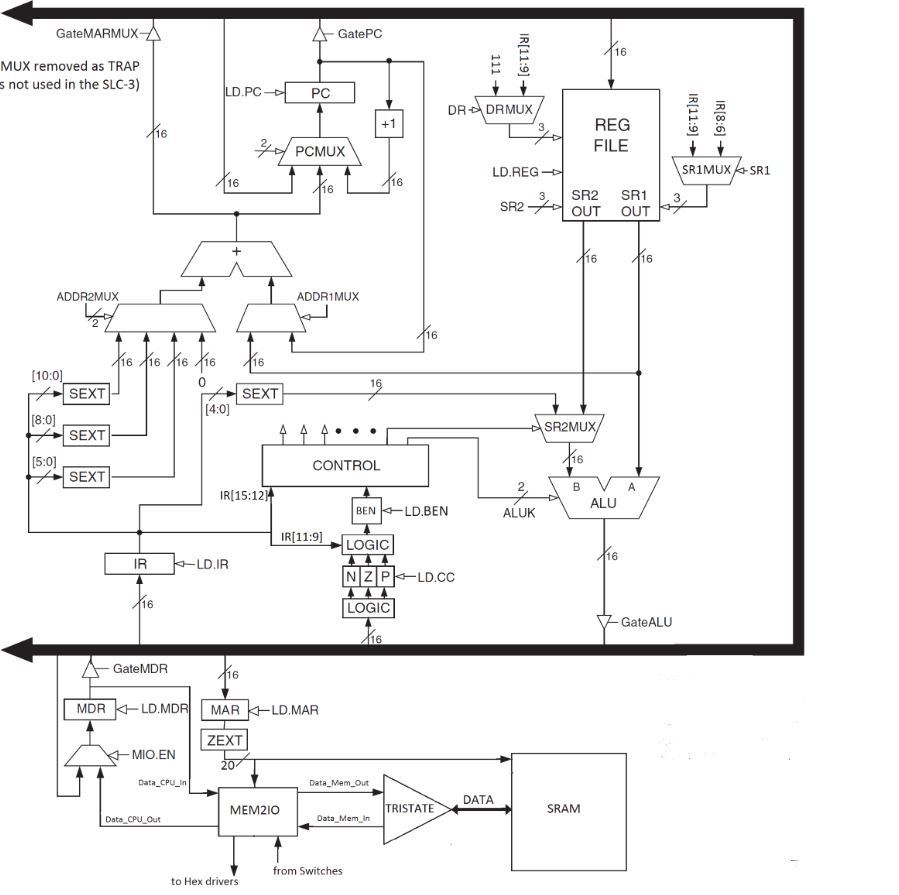 GateMARMUX
GatePC
MUX removed as TRAP
s not used in the SLC-3)
16
LD.PC
PC
+1
2
PCMUX
16
16
16
16
111
IR[11:9]
DR
DRMUX
3
REG
FILE
LD.REG
SR2
3
SR2
OUT
SR1
OUT
IR[11:9]
IR[8:6]
SR1MUX
SR1
3
16
16
+
ADDR2MUX
2
ADDR1MUX
16
16
16
16
16
16
0
[10:0]
SEXT
[8:0]
SEXT
[5:0]
SEXT
[4:0]
SEXT
16
SR2MUX
16
CONTROL
IR[15:12]
2
ALUK
B
A
ALU
BEN
LD.BEN
IR[11:9]
LOGIC
N
Z
P
LD.CC
LOGIC
16
IR
LD.IR
16
16
GateALU
GateMDR
MDR
LD.MDR
MIO.EN
16
MAR
LD.MAR
ZEXT
20
Data_CPU_In
Data_CPU_Out
MEM2IO
Data_Mem_Out
Data_Mem_In
TRISTATE
DATA
SRAM
to Hex drivers
from Switches